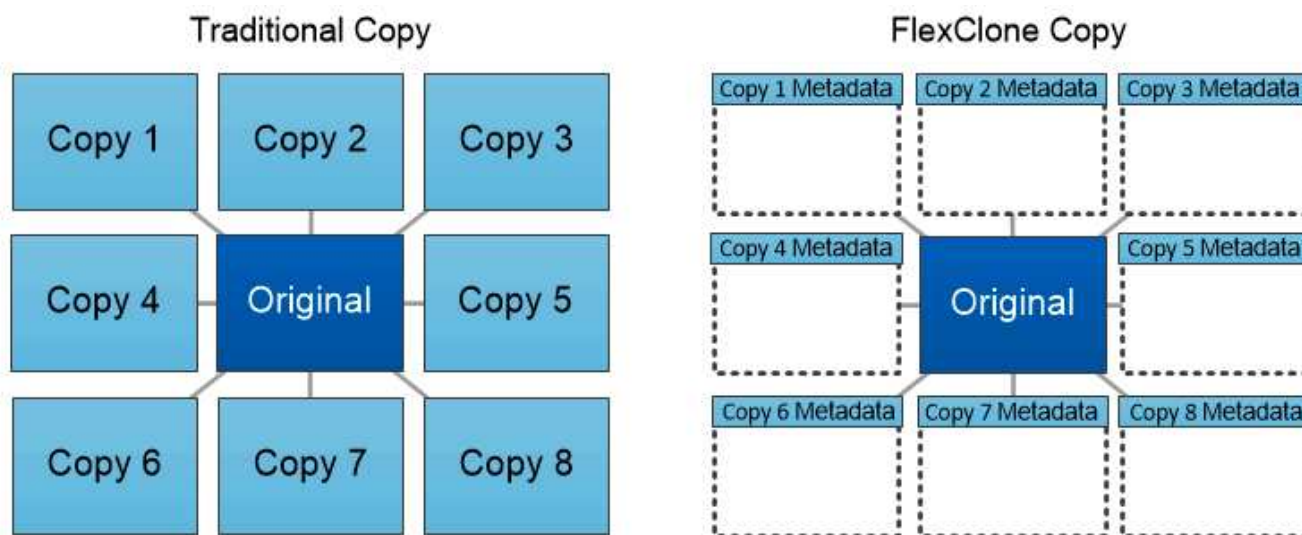 Traditional Copy
Copy 1
Copy 2
Copy 3
Copy 4
Original
Copy 5
Copy 6
Copy 7
Copy 8
FlexClone Copy
Copy 1 Metadata
Copy 2 Metadata
Copy 3 Metadata
Copy 4 Metadata
Original
Copy 5 Metadata
Copy 6 Metadata
Copy 7 Metadata
Copy 8 Metadata